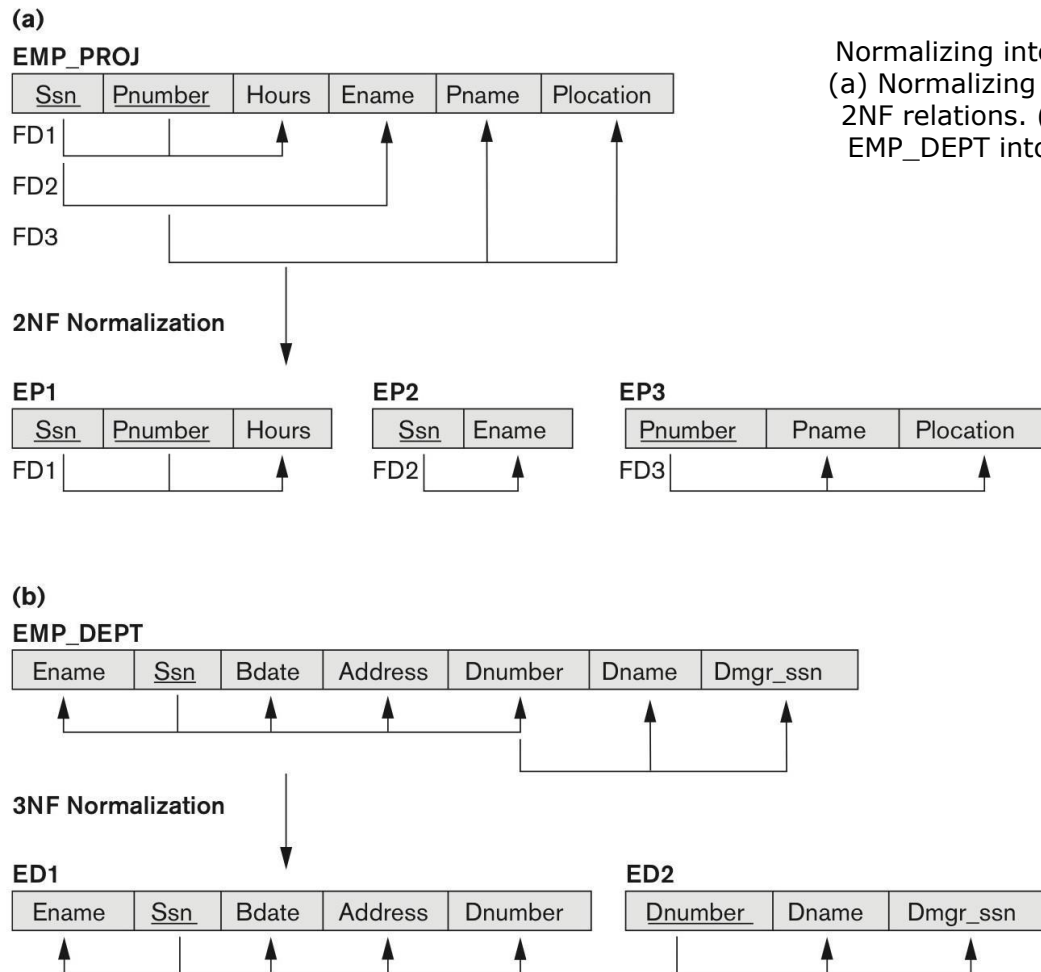 (a)
EMP_PROJ
Ssn Pnumber Hours Ename Pname Plocation
FD1
FD2
FD3
2NF Normalization
EP1
Ssn Pnumber Hours
FD1
EP2
Ssn Ename
FD2
EP3
Pnumber Pname Plocation
FD3
Normalizing
(a) Normalizing
2NF relations. (
EMP_DEPT
(b)
EMP_DEPT
Ename Ssn Bdate Address Dnumber Dname Dmgr_ssn
3NF Normalization
ED1
Ename Ssn Bdate Address Dnumber
ED2
Dnumber Dname Dmgr_ssn